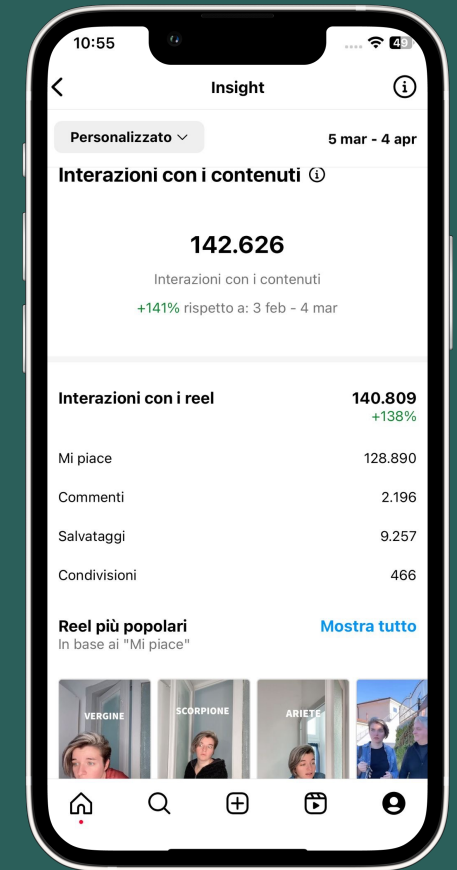 10:55
49
Insight
Personalizzato
5 mar - 4 apr
Interazioni con i contenuti
142.626
Interazioni con i contenuti
+141% rispetto a: 3 feb - 4 mar
Interazioni con i reel 140.809
+138%
Mi piace 128.890
Commenti 2.196
Salvataggi 9.257
Condivisioni 466
Reel più popolari Mostra tutto
In base ai "Mi piace"
VERGINE
SCORPIONE
ARIETE